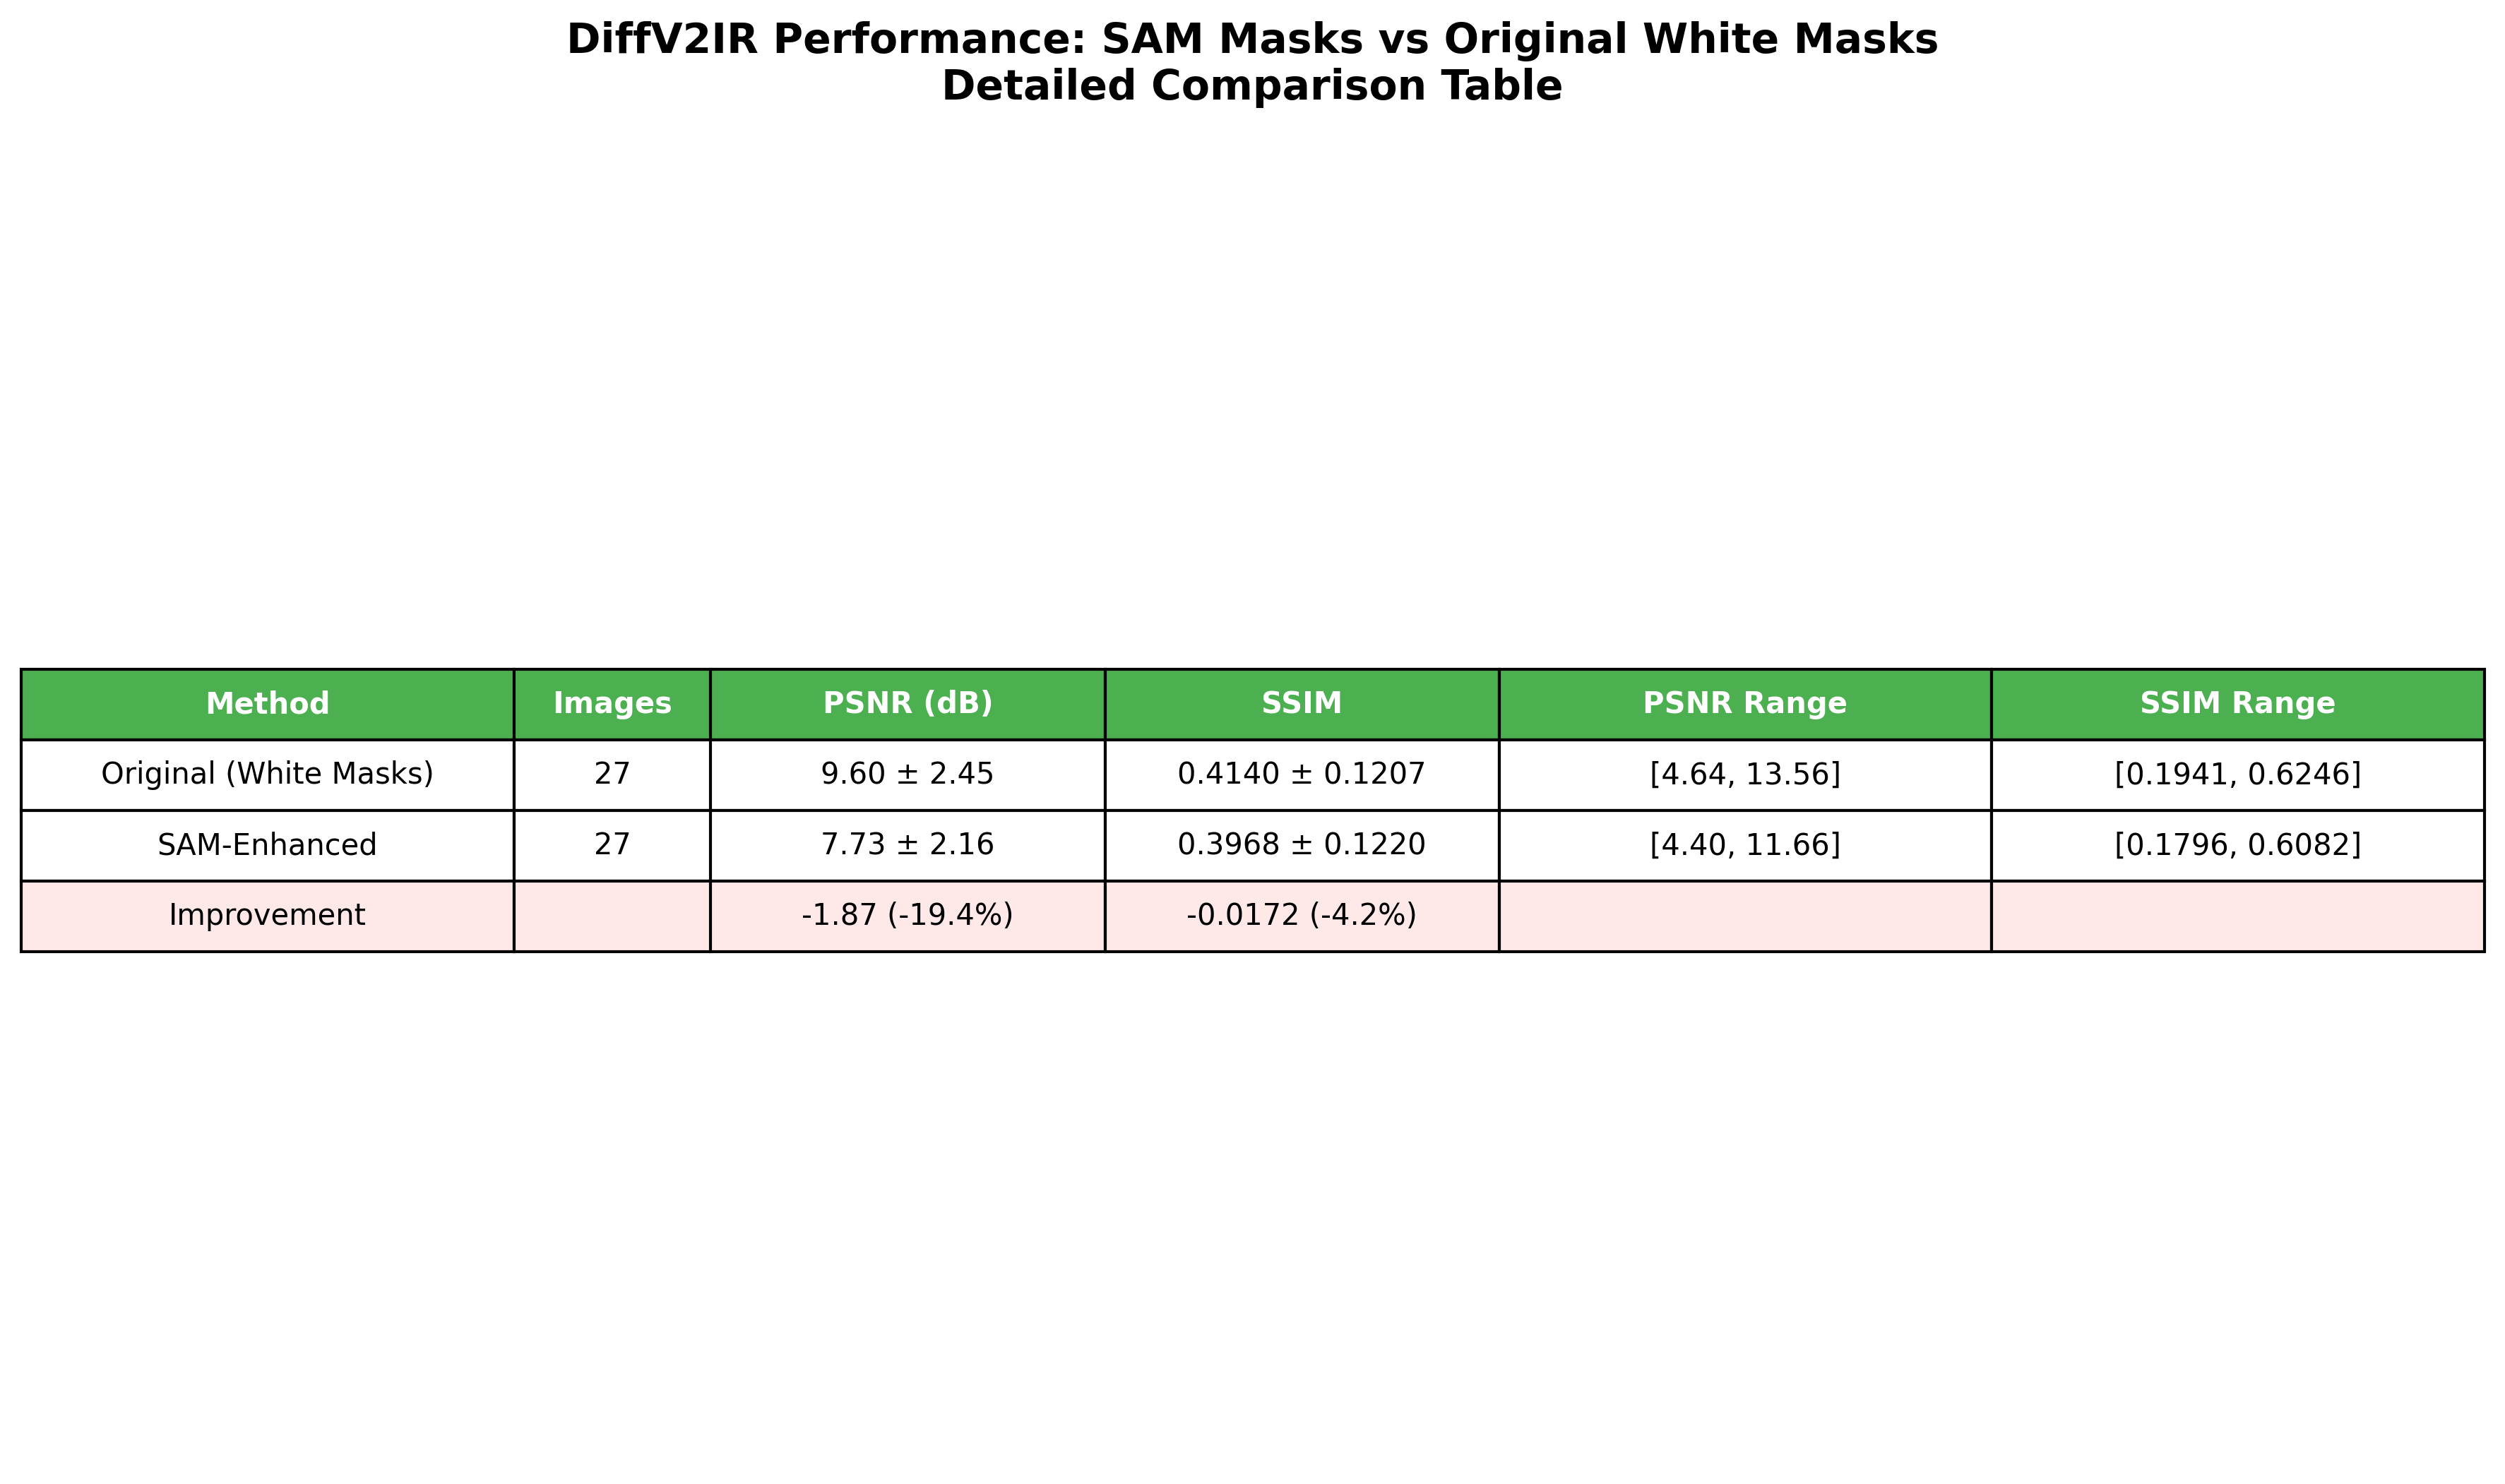 DiffV2IR Performance: SAM Masks vs Original White Masks
Detailed Comparison Table
Method Images PSNR (dB) SSIM PSNR Range SSIM Range
Original (White Masks) 27 9.60 ± 2.45 0.4140 ± 0.1207 [4.64, 13.56] [0.1941, 0.6246]
SAM-Enhanced 27 7.73 ± 2.16 0.3968 ± 0.1220 [4.40, 11.66] [0.1796, 0.6082]
Improvement -1.87 (-19.4%) -0.0172 (-4.2%)